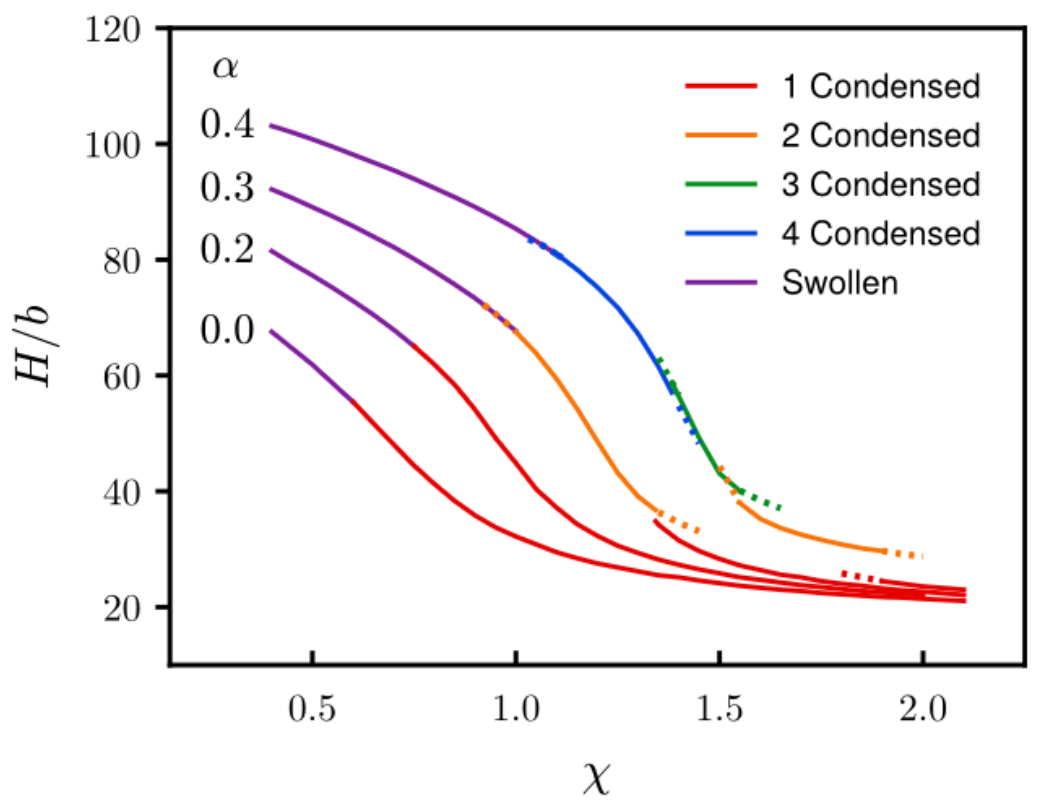 120
100
80
60
40
20
H/b
α
0.4
0.3
0.2
0.0
1 Condensed
2 Condensed
3 Condensed
4 Condensed
Swollen
0.5 1.0 1.5 2.0
χ